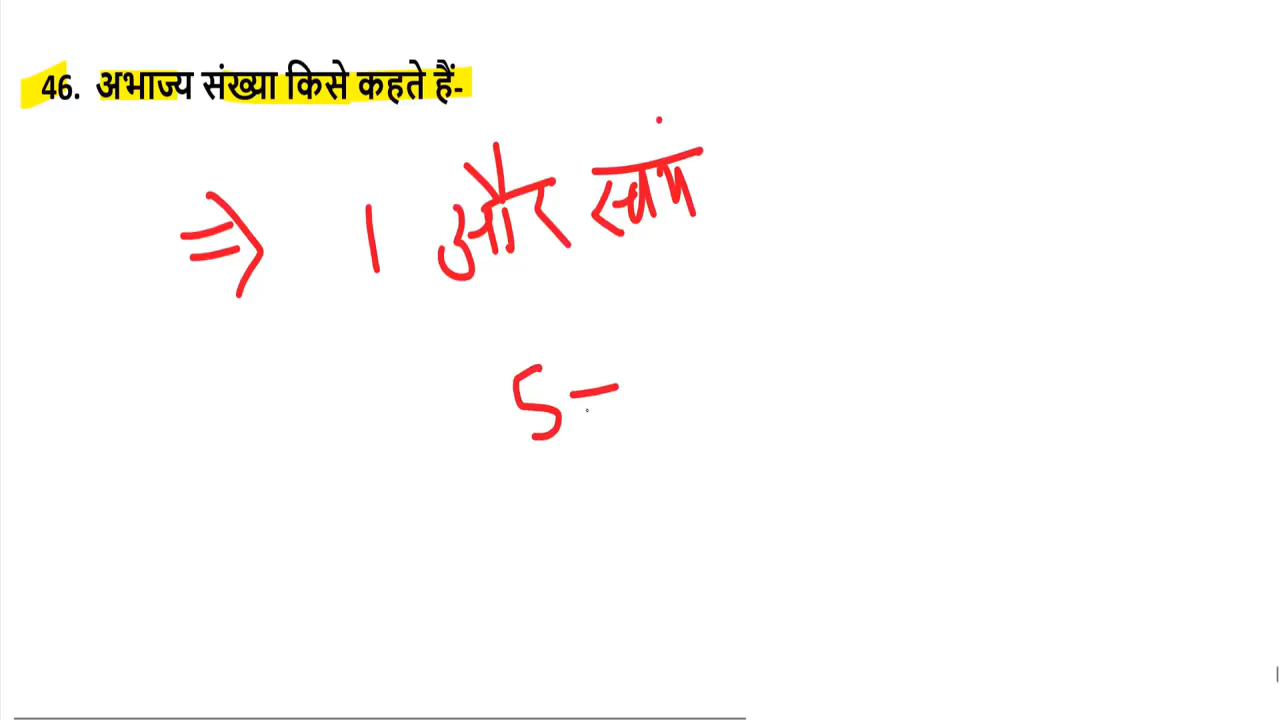 46. अभाज्य संख्या किसे कहते हैं-
⇒ 1 और स्वयं
5 –